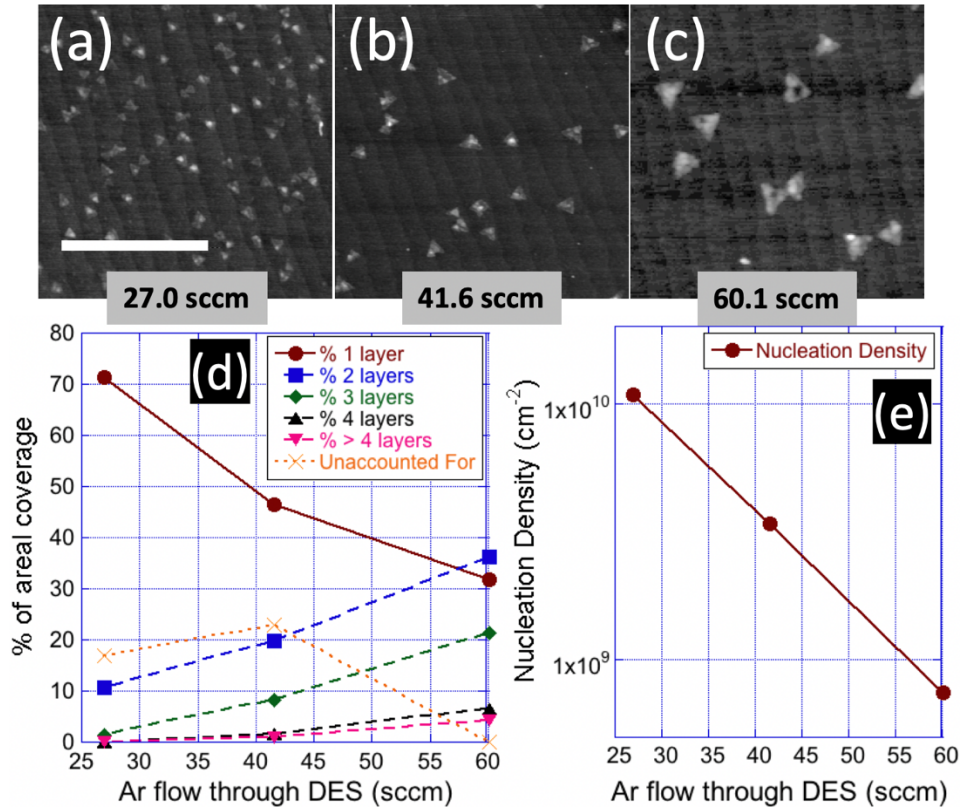 (a)
(b)
(c)
27.0 sccm
41.6 sccm
60.1 sccm
(d)
% of areal coverage
80
70
60
50
40
30
20
10
0
% 1 layer
% 2 layers
% 3 layers
% 4 layers
% > 4 layers
Unaccounted For
25 30 35 40 45 50 55 60
Ar flow through DES (sccm)
(e)
Nucleation Density (cm⁻²)
1x10¹⁰
1x10⁹
Nucleation Density
25 30 35 40 45 50 55 60
Ar flow through DES (sccm)